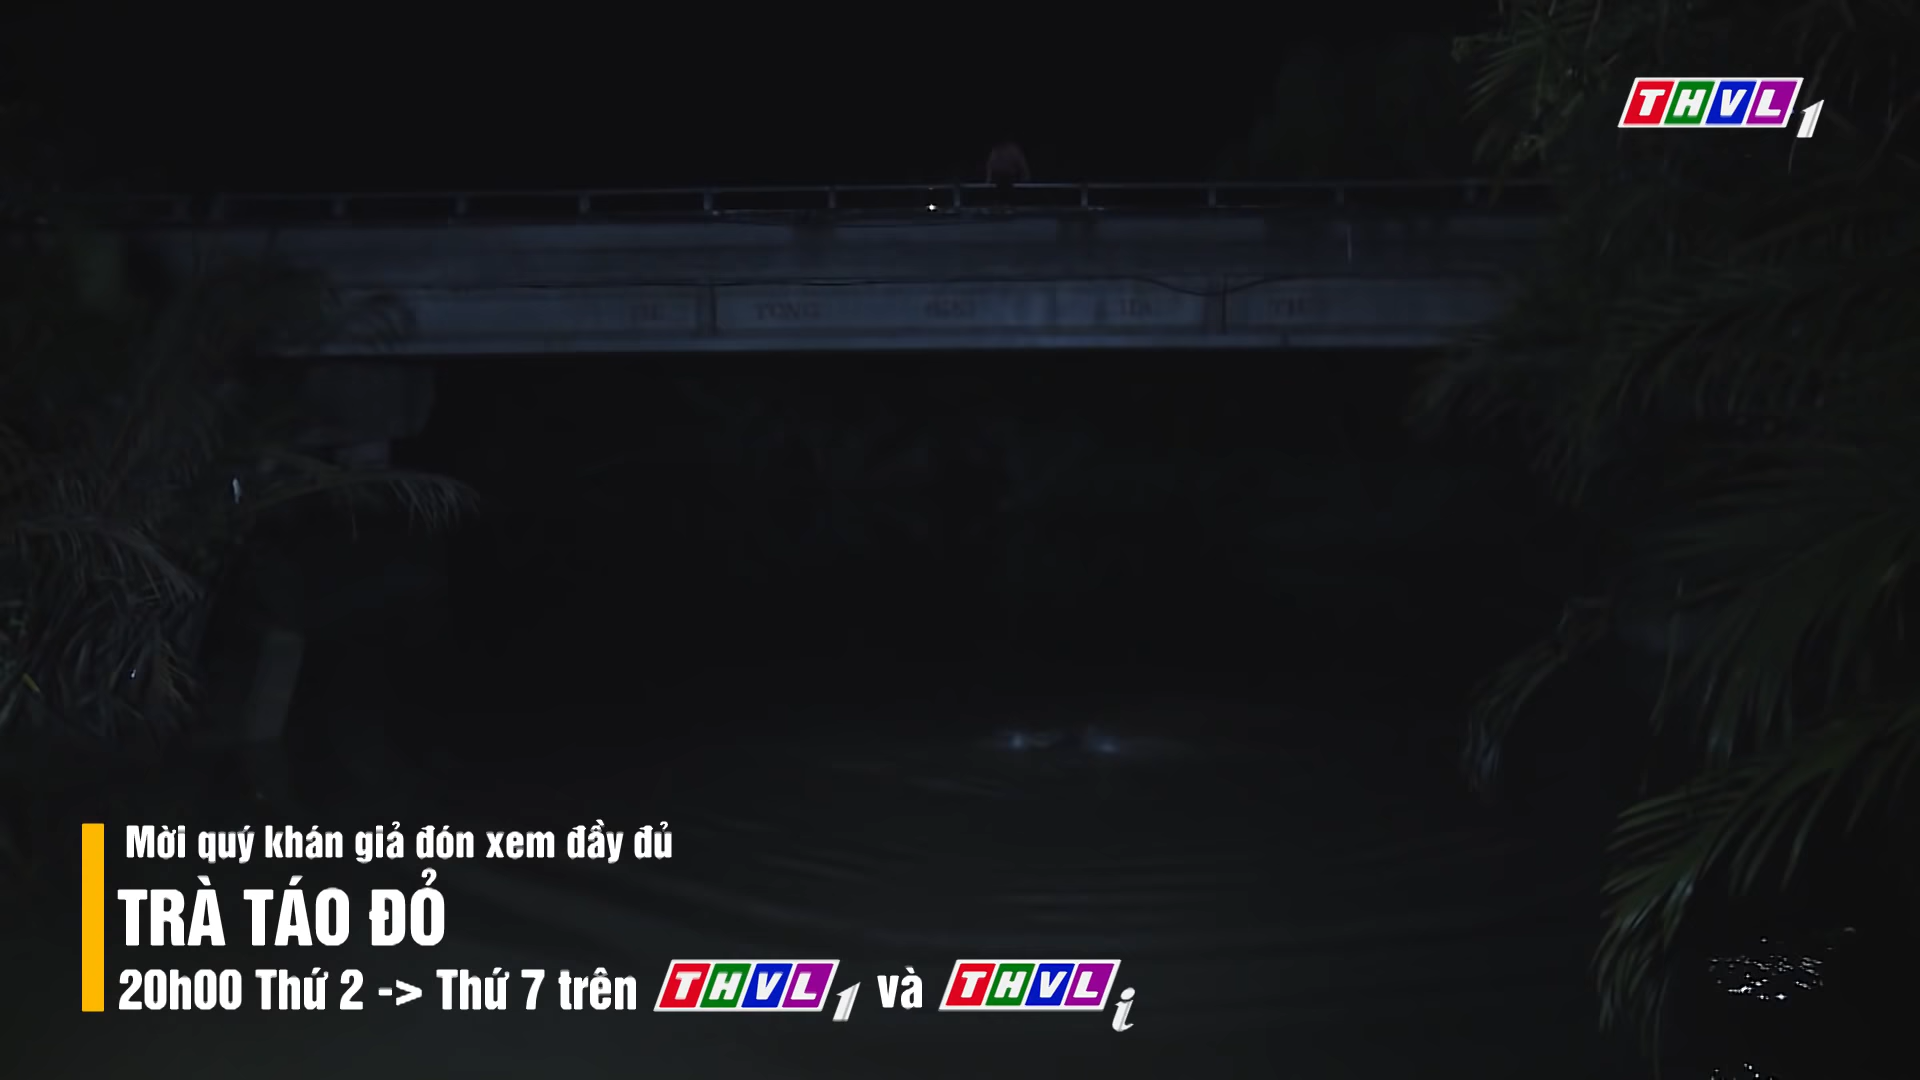 THVL1
Mời quý khán giả đón xem đầy đủ
TRÀ TÁO ĐỎ
20h00 Thứ 2 -> Thứ 7 trên THVL1 và THVLi